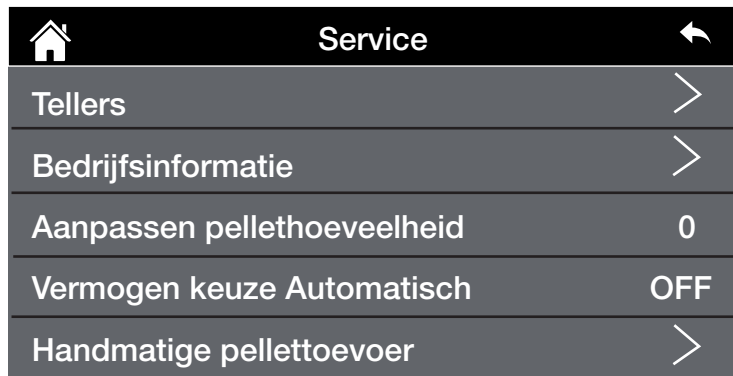 Service
Tellers
Bedrijfsinformatie
Aanpassen pellethoeveelheid 0
Vermogen keuze Automatisch OFF
Handmatige pellettoevoer